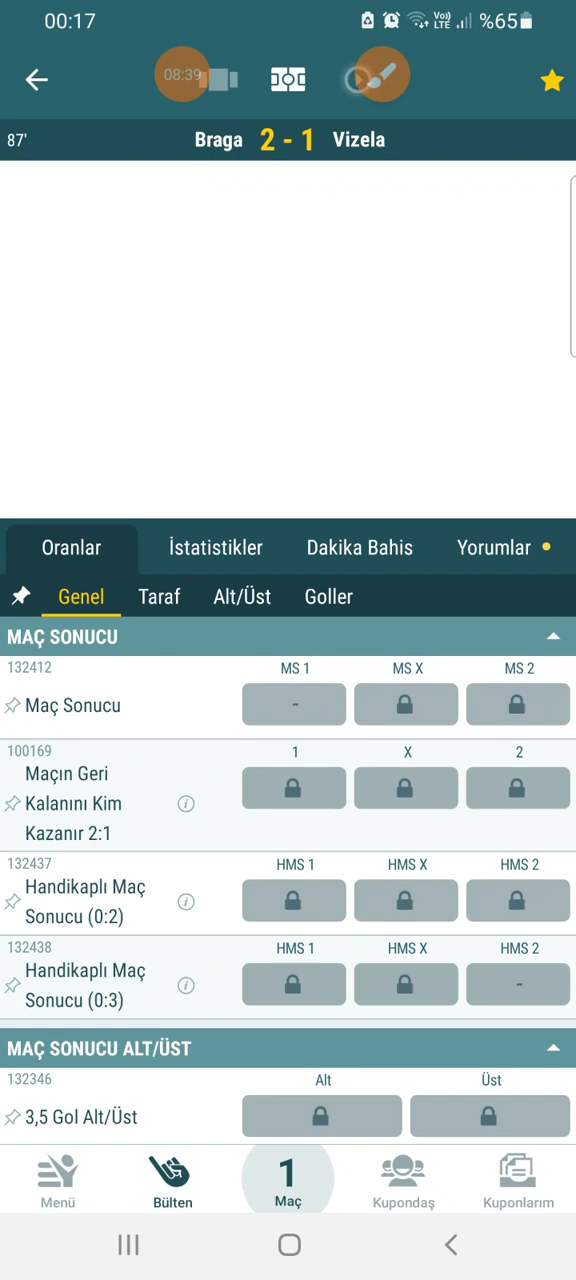 00:17
Vo))
LTE
%65
08:39
87' Braga 2 - 1 Vizela
Oranlar İstatistikler Dakika Bahis Yorumlar
Genel Taraf Alt/Üst Goller
MAÇ SONUCU
132412 MS 1 MS X MS 2
Maç Sonucu -
100169 1 X 2
Maçın Geri
Kalanını Kim
Kazanır 2:1
132437 HMS 1 HMS X HMS 2
Handikaplı Maç
Sonucu (0:2)
132438 HMS 1 HMS X HMS 2
Handikaplı Maç
Sonucu (0:3) -
MAÇ SONUCU ALT/ÜST
132346 Alt Üst
3,5 Gol Alt/Üst
1
Menü Bülten Maç Kupondaş Kuponlarım